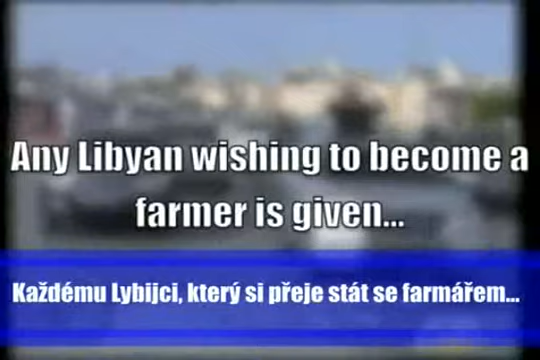 Any Libyan wishing to become a
farmer is given...
Každému Lybijci, který si přeje stát se farmářem...